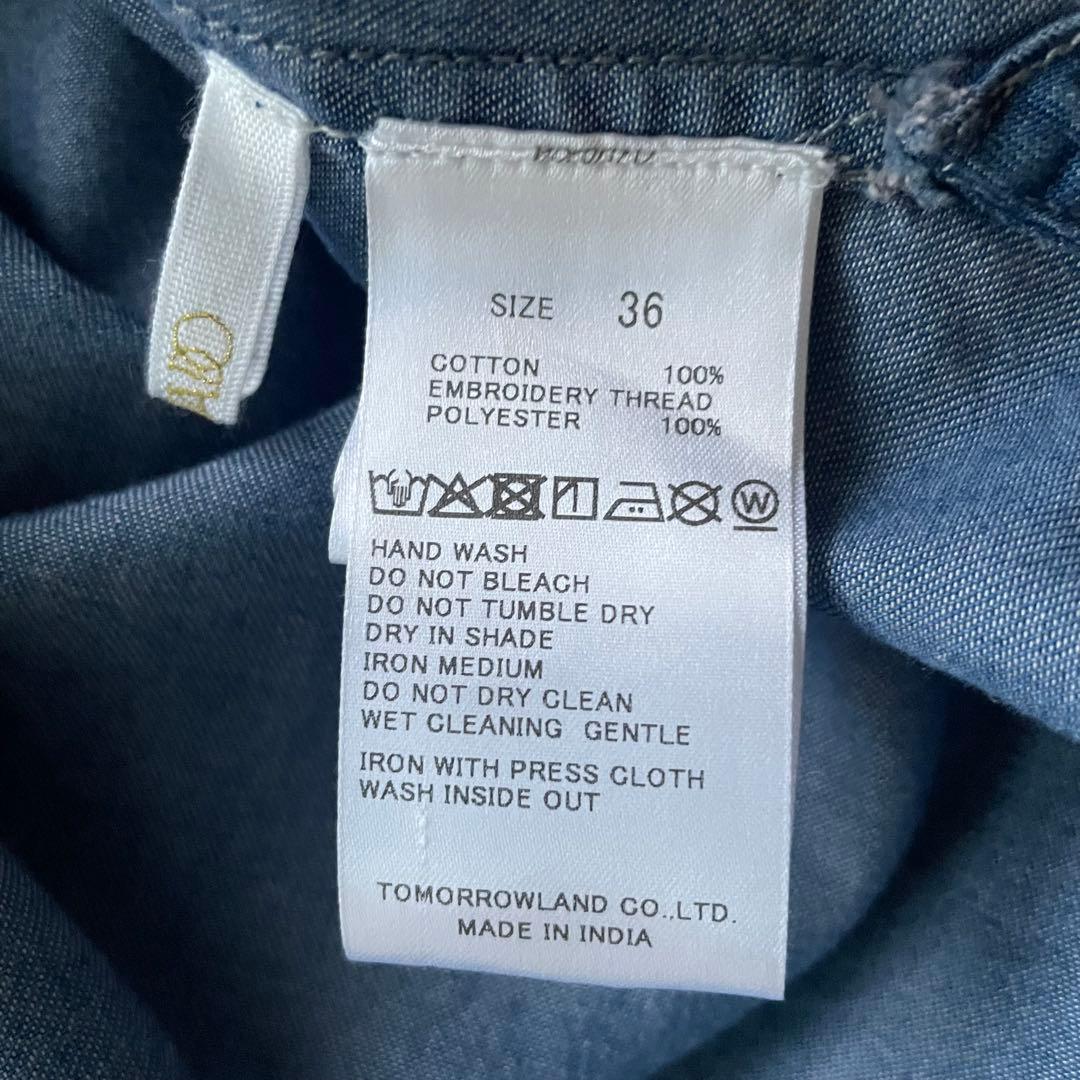 SIZE 36
COTTON 100%
EMBROIDERY THREAD
POLYESTER 100%
W
HAND WASH
DO NOT BLEACH
DO NOT TUMBLE DRY
DRY IN SHADE
IRON MEDIUM
DO NOT DRY CLEAN
WET CLEANING GENTLE
IRON WITH PRESS CLOTH
WASH INSIDE OUT
TOMORROWLAND CO.,LTD.
MADE IN INDIA